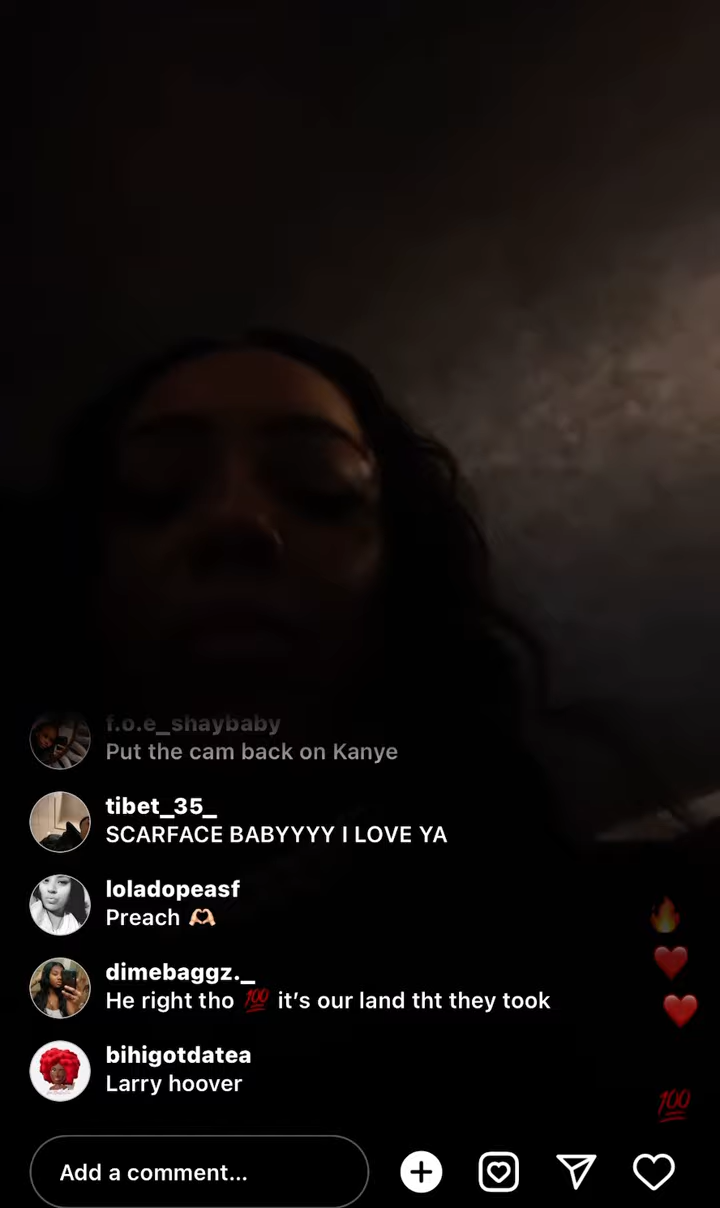 f.o.e_shaybaby
Put the cam back on Kanye
tibet_35_
SCARFACE BABYYYY I LOVE YA
loladopeasf
Preach 🫶🏼
dimebaggz._
He right tho 💯 it's our land tht they took
bihigotdatea
Larry hoover
Add a comment...